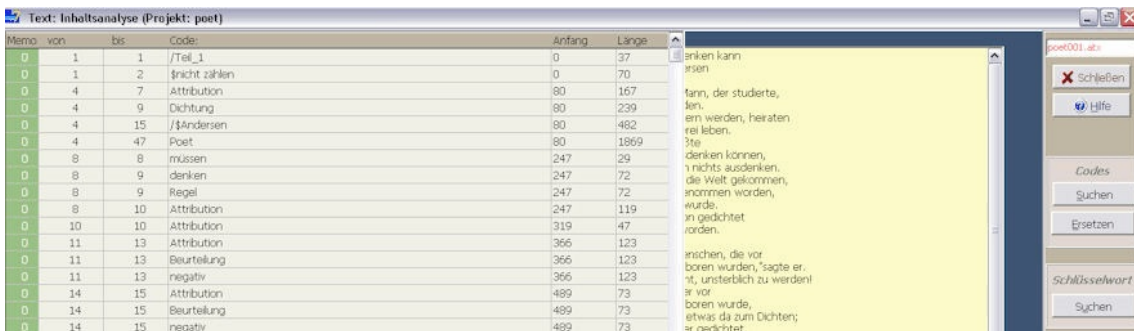 Text: Inhaltsanalyse (Projekt: poet)
Memo von bis Code: Anfang Länge
0 1 1 /Teil_1 0 37
0 1 2 $nicht zählen 0 70
0 4 7 Attribution 80 167
0 4 9 Dichtung 80 239
0 4 15 /$Andersen 80 482
0 4 47 Poet 80 1869
0 8 8 müssen 247 29
0 8 9 denken 247 72
0 8 9 Regel 247 72
0 8 10 Attribution 247 119
0 10 10 Attribution 319 47
0 11 13 Attribution 366 123
0 11 13 Beurteilung 366 123
0 11 13 negativ 366 123
0 14 15 Attribution 489 73
0 14 15 Beurteilung 489 73
0 14 15 negativ 489 73
enken kann
ersen
Mann, der studierte,
den.
ern werden, heiraten
rei leben.
ßte
denken können,
nichts ausdenken.
die Welt gekommen,
enommen worden,
wurde.
on gedichtet
worden.
enschen, die vor
boren wurden,"sagte er.
nt, unsterblich zu werden!
er vor
boren wurde,
etwas da zum Dichten;
er gedichtet
poet001.atx
Schließen
Hilfe
Codes
Suchen
Ersetzen
Schlüsselwort
Suchen